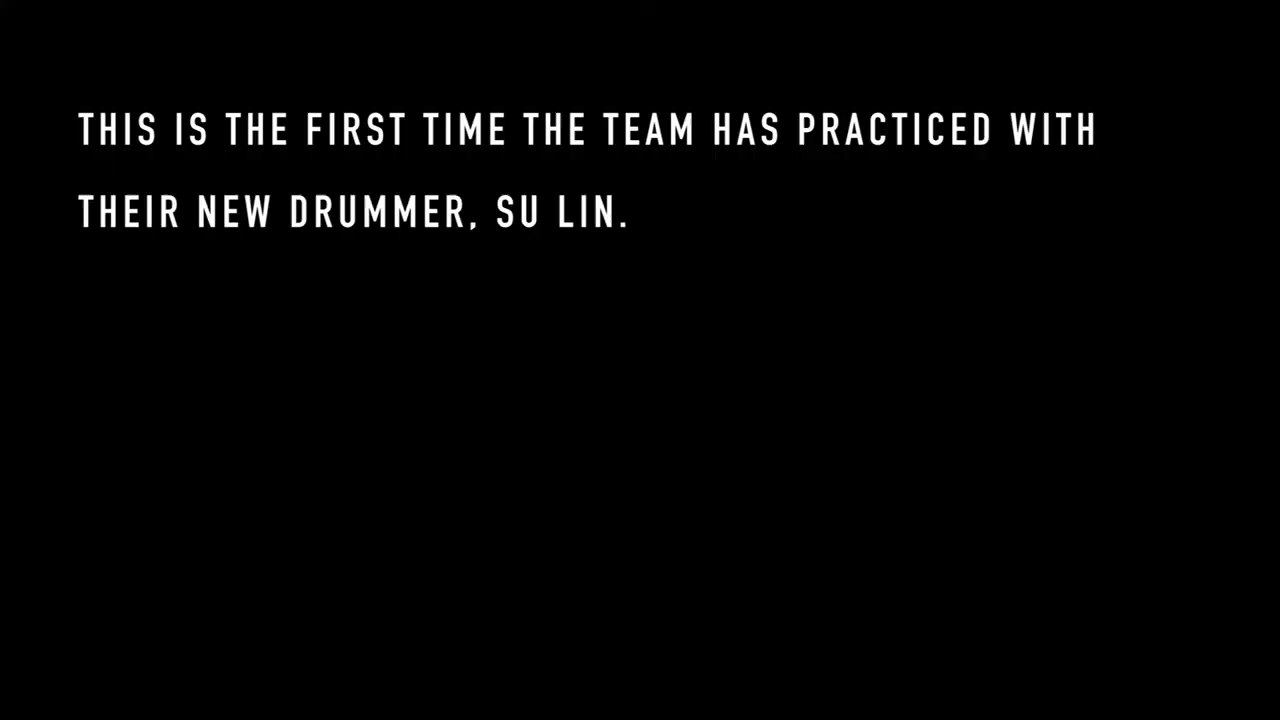 THIS IS THE FIRST TIME THE TEAM HAS PRACTICED WITH
THEIR NEW DRUMMER, SU LIN.